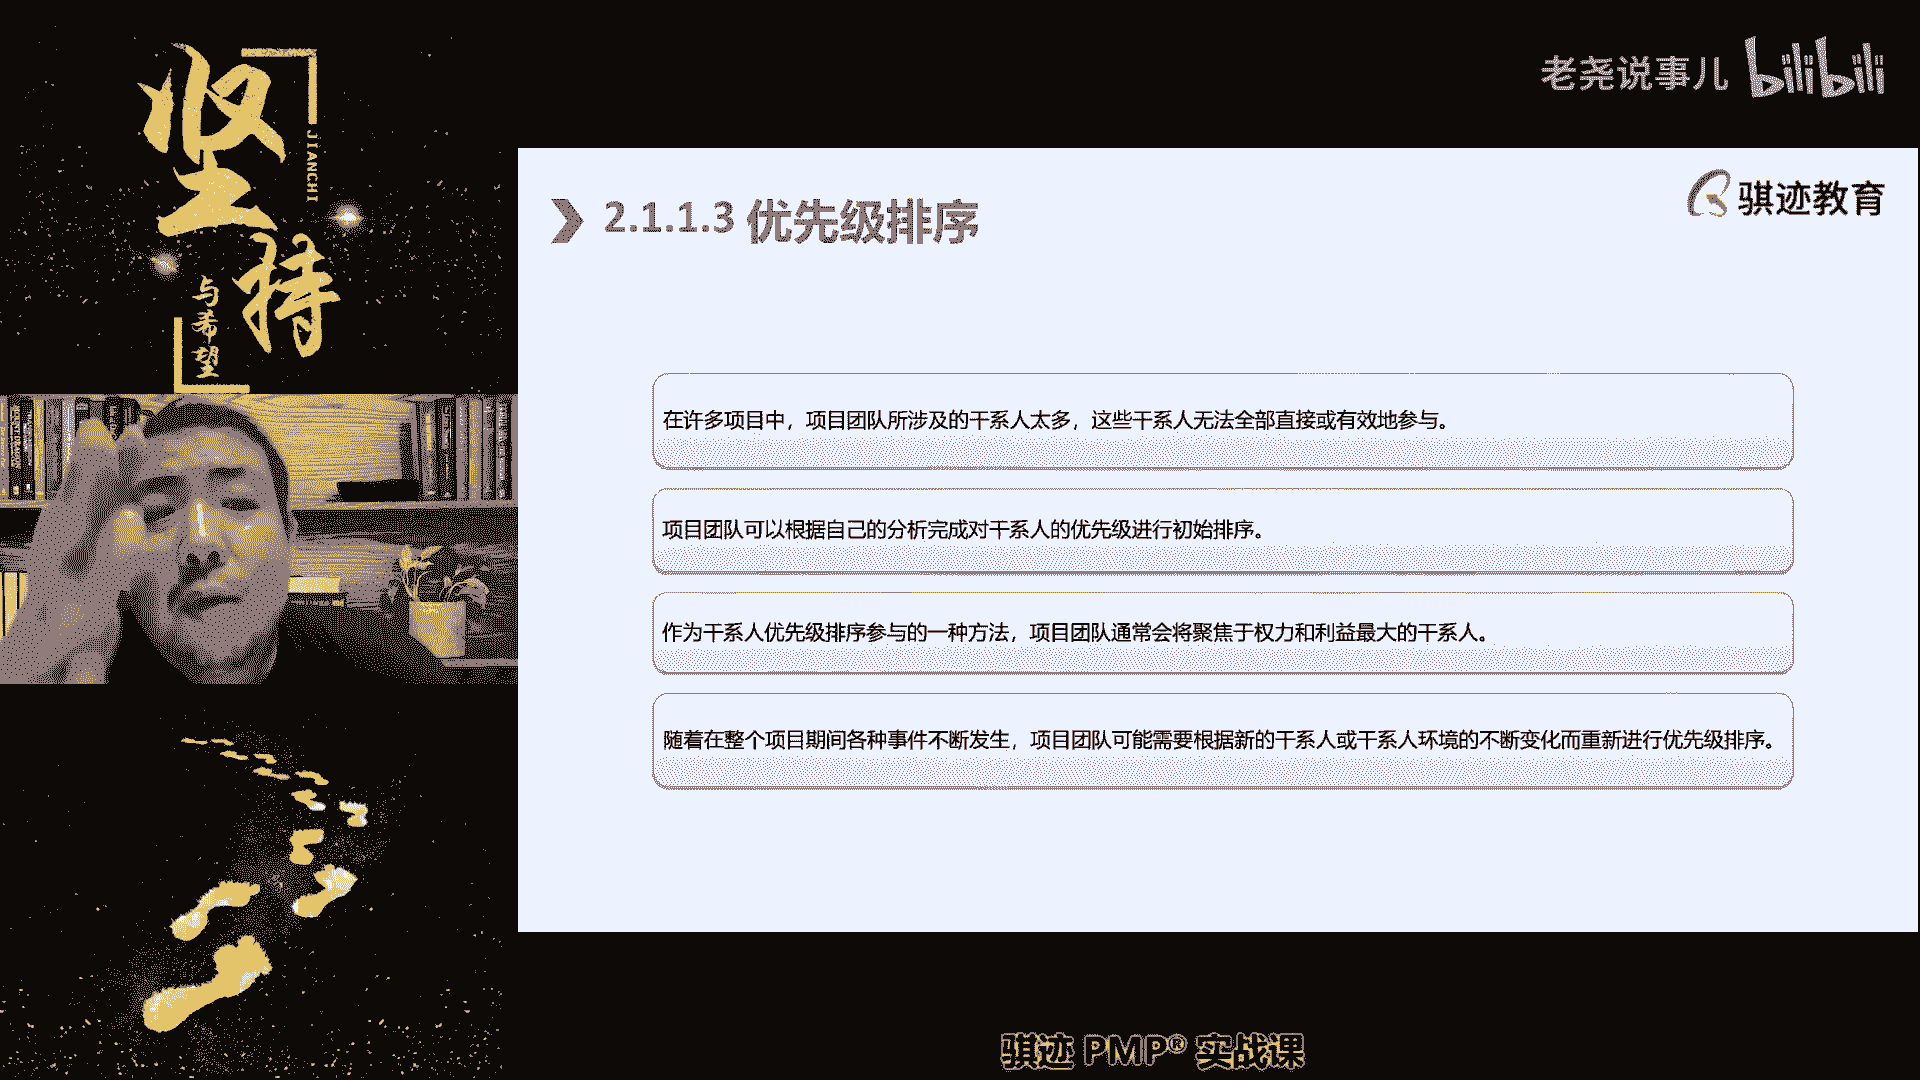 坚持
JIANCHI
与希望
老尧说事儿 bilibili
骐迹教育
2.1.1.3 优先级排序
在许多项目中，项目团队所涉及的干系人太多，这些干系人无法全部直接或有效地参与。
项目团队可以根据自己的分析完成对干系人的优先级进行初始排序。
作为干系人优先级排序参与的一种方法，项目团队通常会将聚焦于权力和利益最大的干系人。
随着在整个项目期间各种事件不断发生，项目团队可能需要根据新的干系人或干系人环境的不断变化而重新进行优先级排序。
骐迹 PMP® 实战课